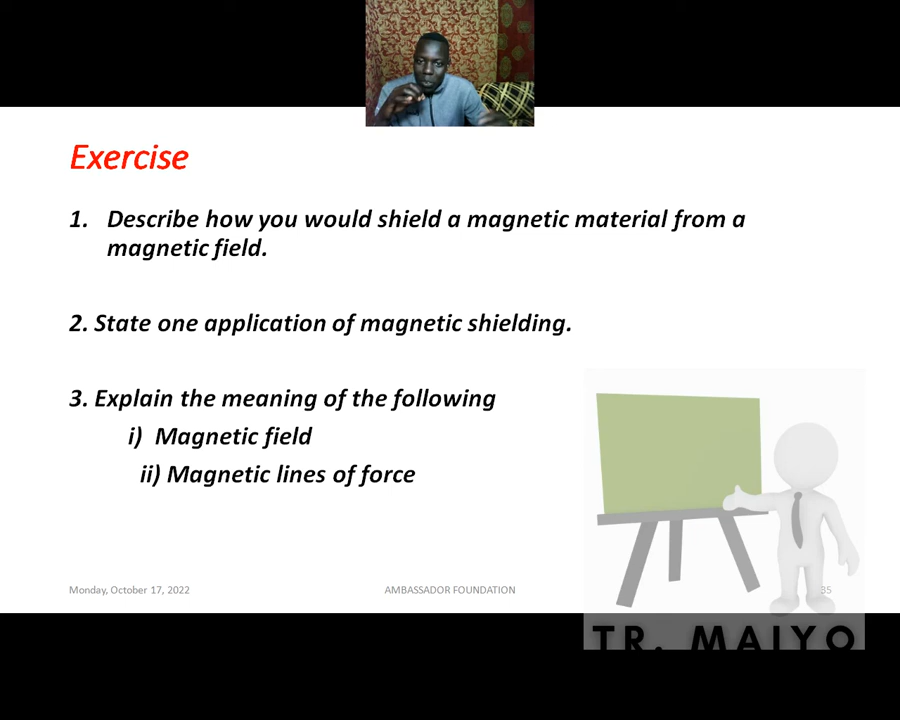 Exercise
1. Describe how you would shield a magnetic material from a
magnetic field.
2. State one application of magnetic shielding.
3. Explain the meaning of the following
i) Magnetic field
ii) Magnetic lines of force
Monday, October 17, 2022
AMBASSADOR FOUNDATION
35
TR. MAIYO